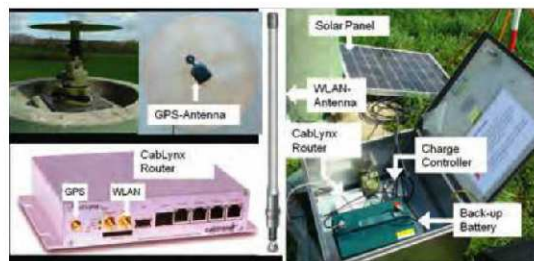 Solar Panel
GPS-Antenna
WLAN-
Antenna
CabLynx
Router
CabLynx
Router
GPS
WLAN
Charge
Controller
Back-up
Battery